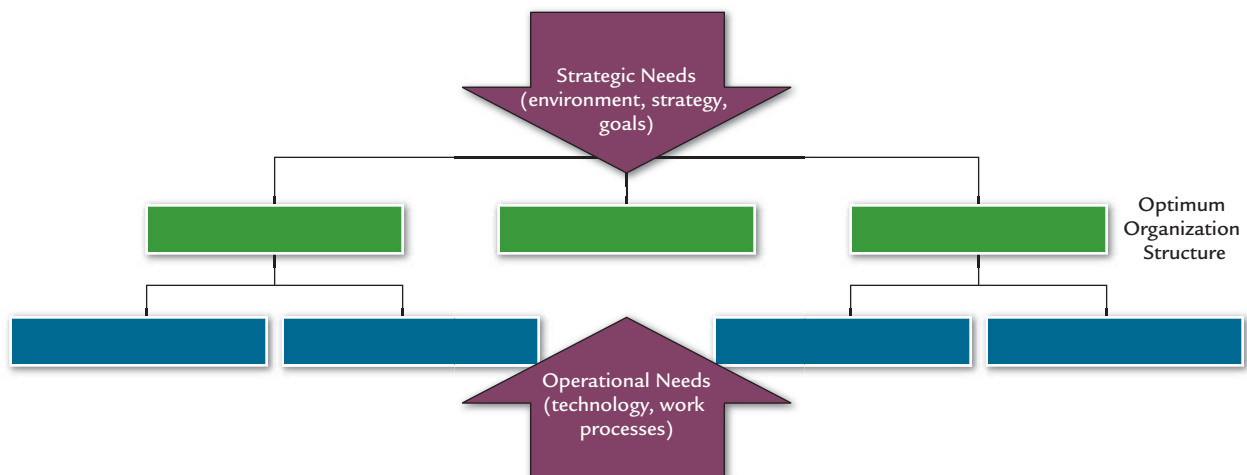 Strategic Needs
(environment, strategy,
goals)
Optimum
Organization
Structure
Operational Needs
(technology, work
processes)